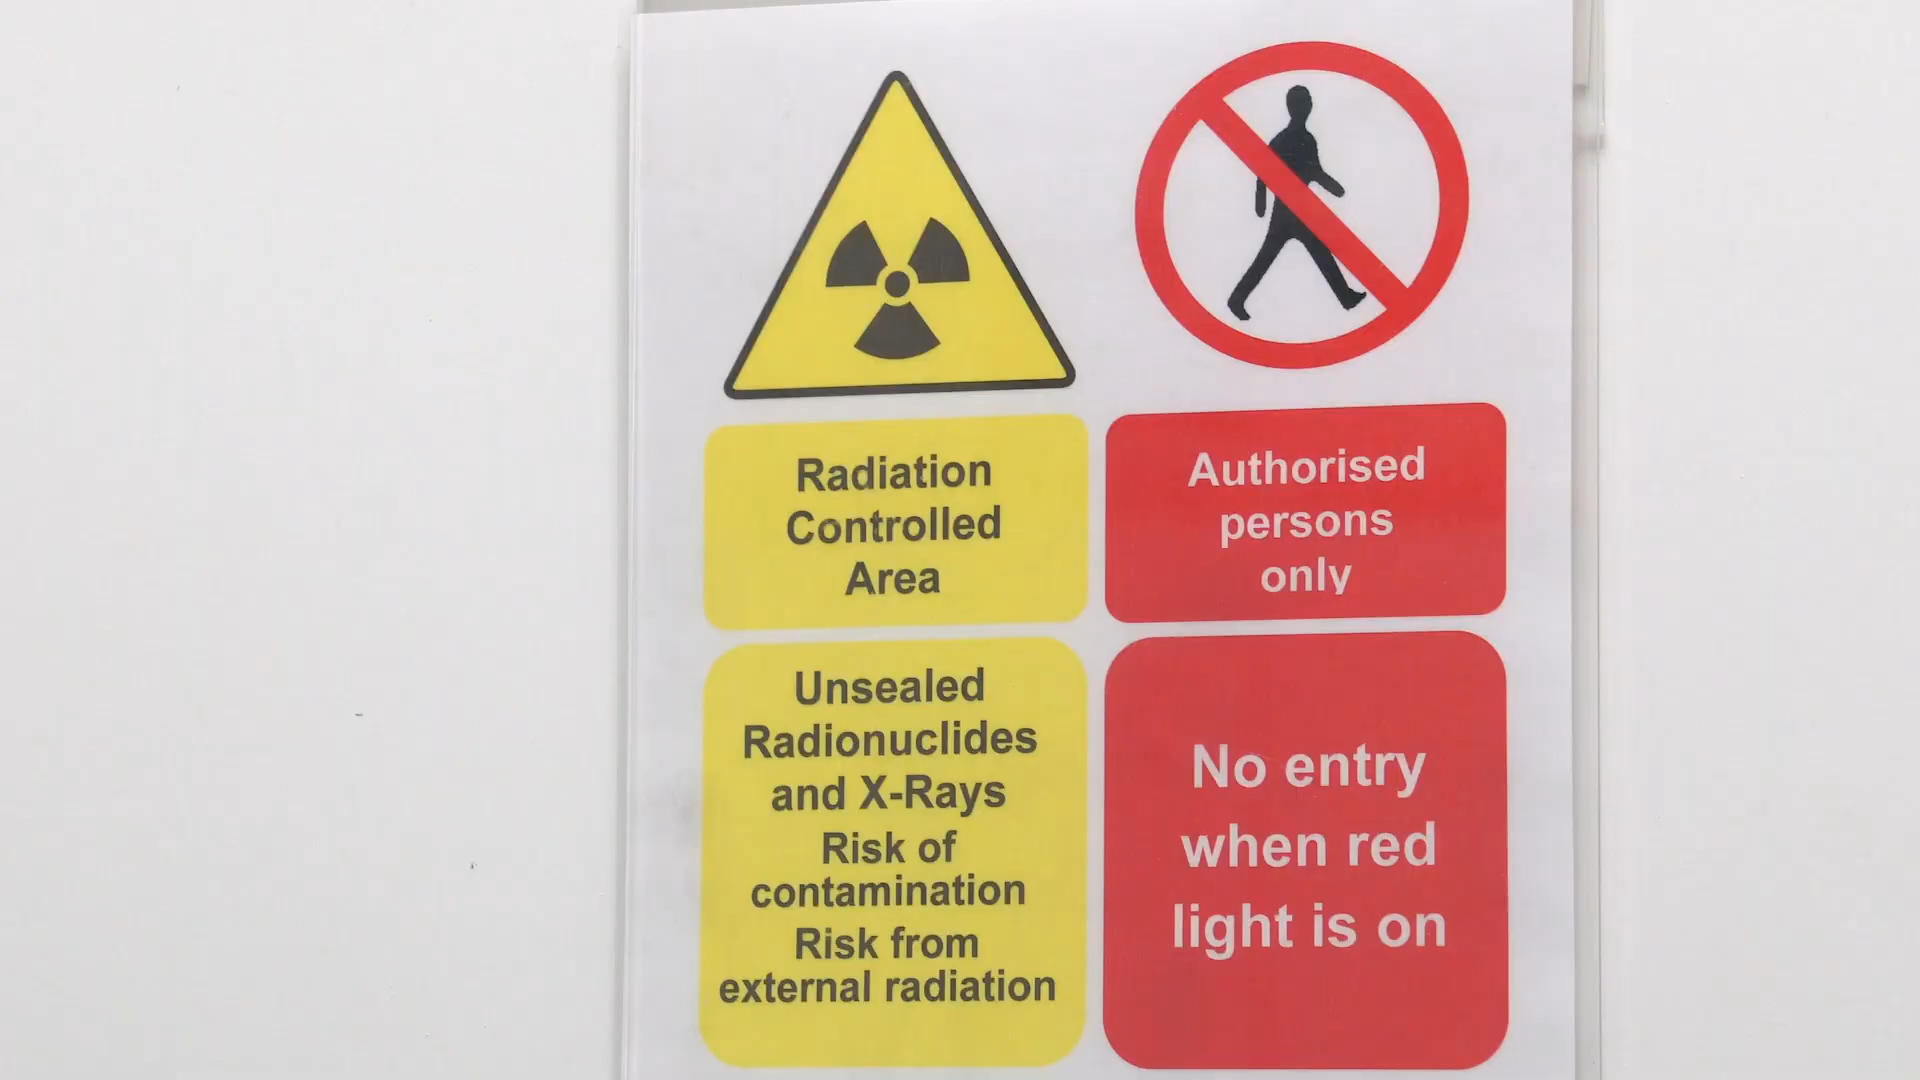 Radiation
Controlled
Area
Authorised
persons
only
Unsealed
Radionuclides
and X-Rays
Risk of
contamination
Risk from
external radiation
No entry
when red
light is on